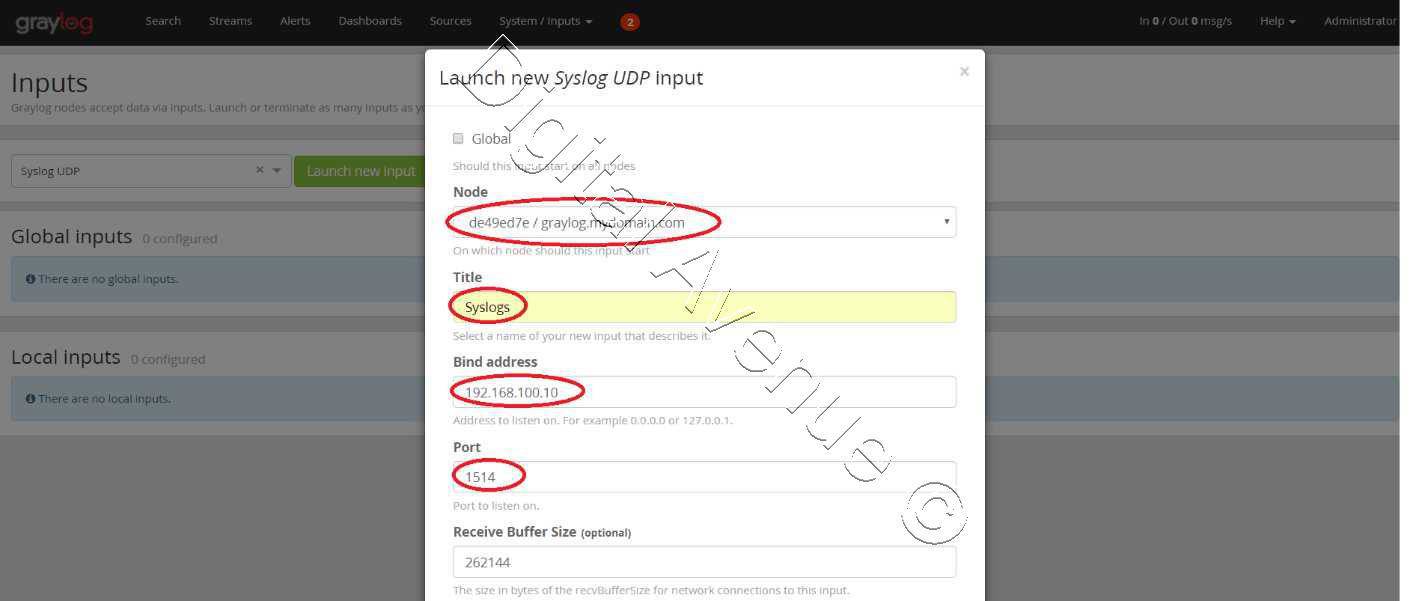 graylog Search Streams Alerts Dashboards Sources System / Inputs 2 In 0 / Out 0 msg/s Help Administrator
Launch new Syslog UDP input ×
Inputs
Graylog nodes accept data via inputs. Launch or terminate as many inputs as
Global
Should this input start on all nodes
Syslog UDP × Launch new input
Node
de49ed7e / graylog.mydomain.com
On which node should this input start
Global inputs 0 configured
There are no global inputs.
Title
Syslogs
Select a name of your new input that describes it.
Local inputs 0 configured
There are no local inputs.
Bind address
192.168.100.10
Address to listen on. For example 0.0.0.0 or 127.0.0.1.
Port
1514
Port to listen on.
Receive Buffer Size (optional)
262144
The size in bytes of the recvBufferSize for network connections to this input.
Digital Avenue ©